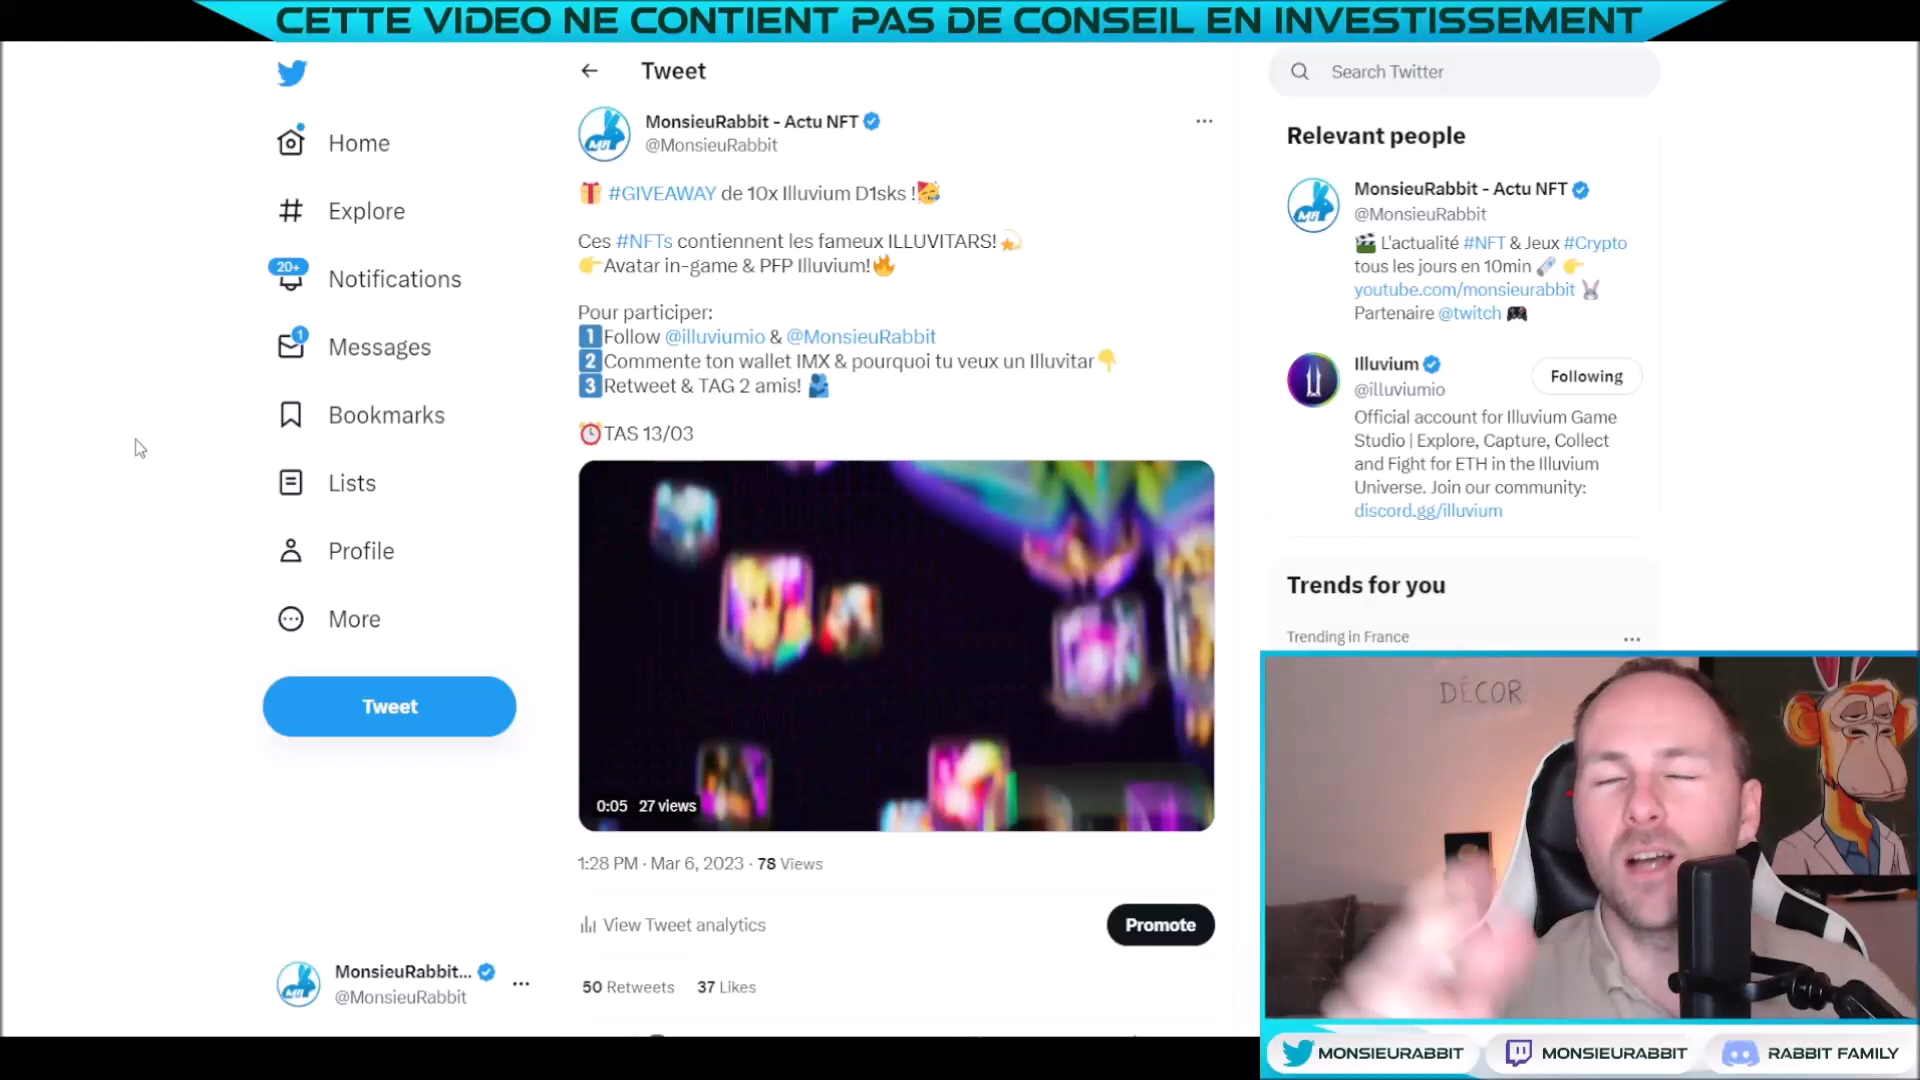 CETTE VIDEO NE CONTIENT PAS DE CONSEIL EN INVESTISSEMENT
Home
Explore
20+
Notifications
1
Messages
Bookmarks
Lists
Profile
More
Tweet
MonsieuRabbit...
@MonsieuRabbit
Tweet
MonsieuRabbit - Actu NFT
@MonsieuRabbit
🎁 #GIVEAWAY de 10x Illuvium D1sks !🥳
Ces #NFTs contiennent les fameux ILLUVITARS!💫
👉Avatar in-game & PFP Illuvium!🔥
Pour participer:
1️⃣Follow @illuviumio & @MonsieuRabbit
2️⃣Commente ton wallet IMX & pourquoi tu veux un Illuvitar👇
3️⃣Retweet & TAG 2 amis! 🫂
⏰TAS 13/03
0:05 27 views
1:28 PM · Mar 6, 2023 · 78 Views
View Tweet analytics
Promote
50 Retweets 37 Likes
Search Twitter
Relevant people
MonsieuRabbit - Actu NFT
@MonsieuRabbit
🎬 L'actualité #NFT & Jeux #Crypto
tous les jours en 10min 🗞️ 👉
youtube.com/monsieurabbit 🐰
Partenaire @twitch 🎮
Illuvium
@illuviumio
Following
Official account for Illuvium Game
Studio | Explore, Capture, Collect
and Fight for ETH in the Illuvium
Universe. Join our community:
discord.gg/illuvium
Trends for you
Trending in France
DÉCOR
MONSIEURABBIT
MONSIEURABBIT
RABBIT FAMILY